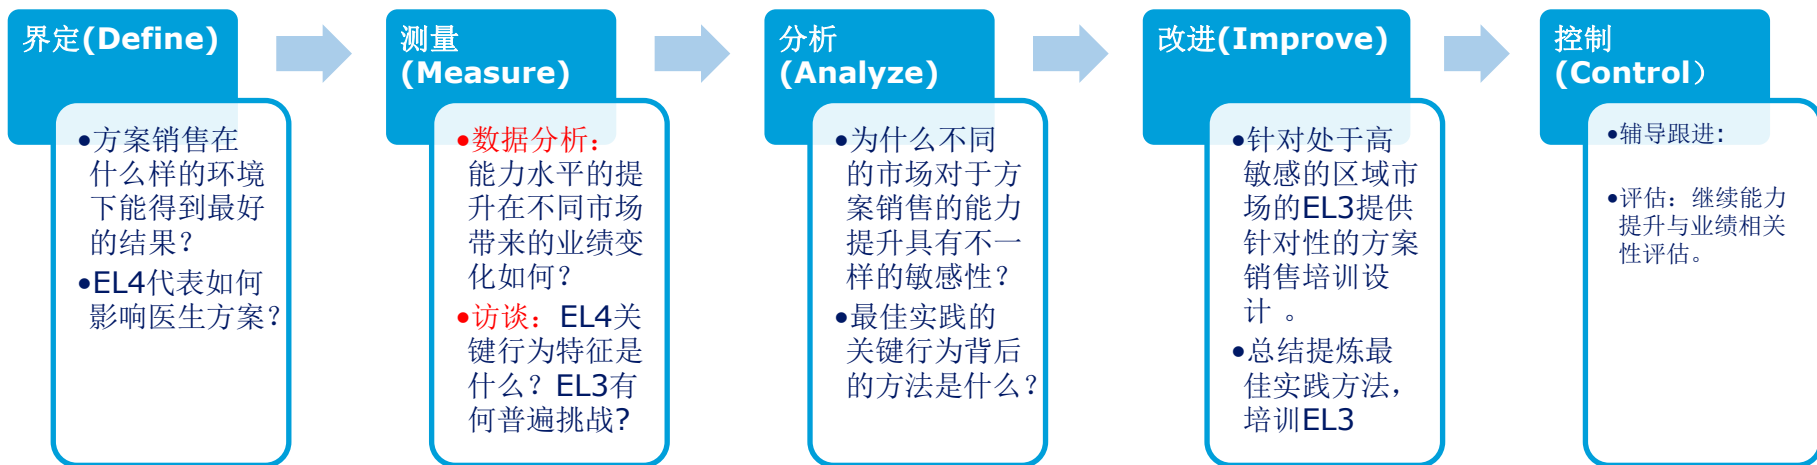 界定(Define)
•方案销售在
什么样的环境
下能得到最好
的结果？
•EL4代表如何
影响医生方案？
测量
(Measure)
•数据分析：
能力水平的提
升在不同市场
带来的业绩变
化如何？
•访谈：EL4关
键行为特征是
什么？EL3有
何普遍挑战?
分析
(Analyze)
•为什么不同
的市场对于方
案销售的能力
提升具有不一
样的敏感性？
•最佳实践的
关键行为背后
的方法是什么？
改进(Improve)
•针对处于高
敏感的区域市
场的EL3提供
针对性的方案
销售培训设
计 。
•总结提炼最
佳实践方法，
培训EL3
控制
(Control）
•辅导跟进:
•评估：继续能力
提升与业绩相关
性评估。